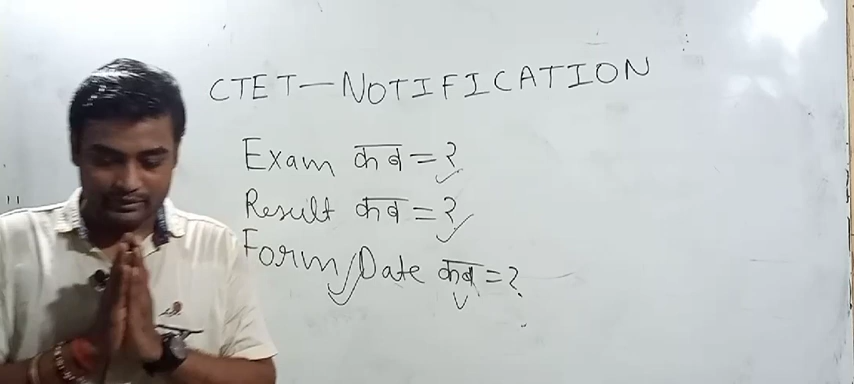 CTET-NOTIFICATION
Exam कब = ?
Result कब = ?
Form/Date कब = ?